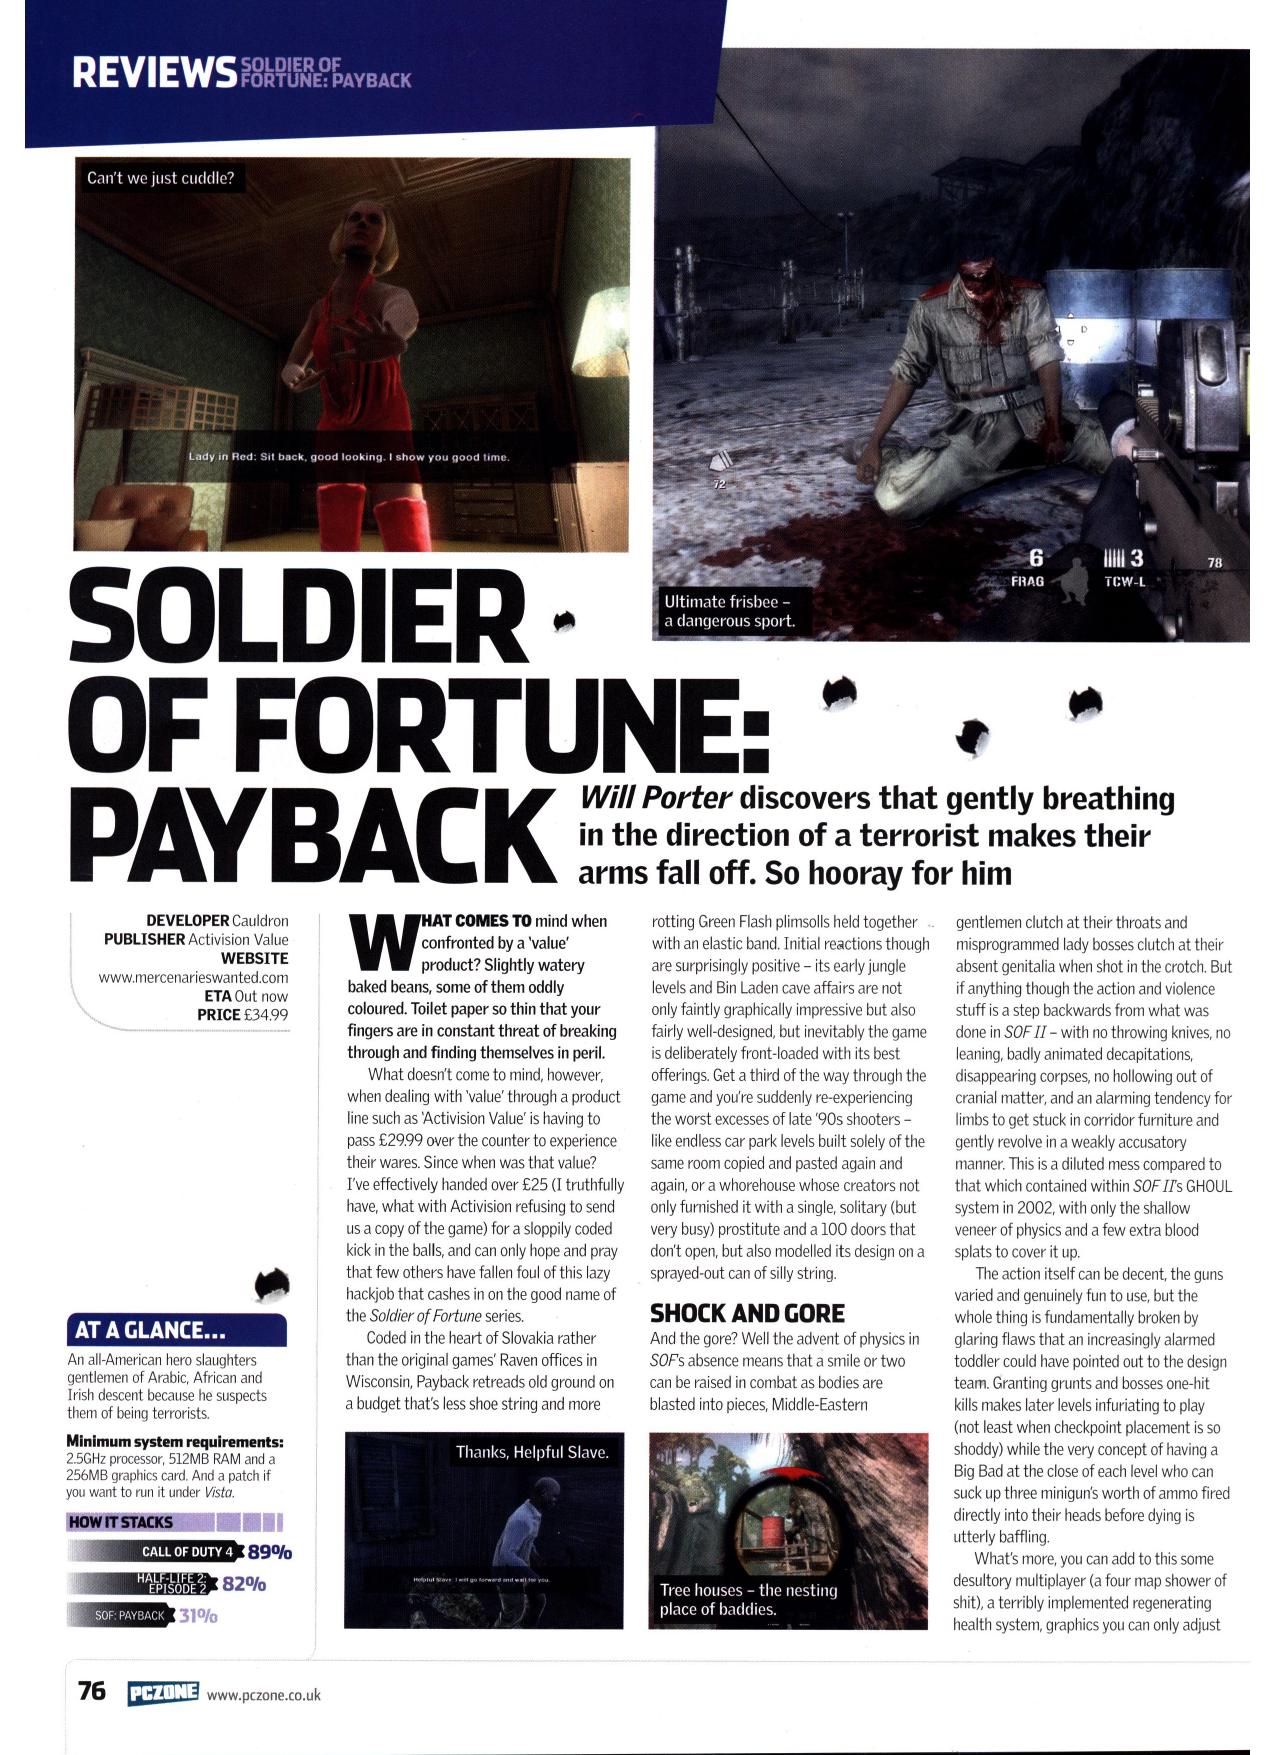 REVIEWS SOLDIER OF
FORTUNE: PAYBACK
Can't we just cuddle?
Lady in Red: Sit back, good looking. I show you good time.
D
72
6
FRAG
3
TCW-L
78
Ultimate frisbee –
a dangerous sport.
SOLDIER
OF FORTUNE:
PAYBACK
Will Porter discovers that gently breathing
in the direction of a terrorist makes their
arms fall off. So hooray for him
DEVELOPER Cauldron
PUBLISHER Activision Value
WEBSITE
www.mercenarieswanted.com
ETA Out now
PRICE £34.99
AT A GLANCE...
An all-American hero slaughters
gentlemen of Arabic, African and
Irish descent because he suspects
them of being terrorists.
Minimum system requirements:
2.5GHz processor, 512MB RAM and a
256MB graphics card. And a patch if
you want to run it under Vista.
HOW IT STACKS
CALL OF DUTY 4 89%
HALF-LIFE 2:
EPISODE 2 82%
SOF: PAYBACK 31%
WHAT COMES TO mind when
confronted by a 'value'
product? Slightly watery
baked beans, some of them oddly
coloured. Toilet paper so thin that your
fingers are in constant threat of breaking
through and finding themselves in peril.
What doesn't come to mind, however,
when dealing with 'value' through a product
line such as 'Activision Value' is having to
pass £29.99 over the counter to experience
their wares. Since when was that value?
I've effectively handed over £25 (I truthfully
have, what with Activision refusing to send
us a copy of the game) for a sloppily coded
kick in the balls, and can only hope and pray
that few others have fallen foul of this lazy
hackjob that cashes in on the good name of
the Soldier of Fortune series.
Coded in the heart of Slovakia rather
than the original games' Raven offices in
Wisconsin, Payback retreads old ground on
a budget that's less shoe string and more
rotting Green Flash plimsolls held together
with an elastic band. Initial reactions though
are surprisingly positive – its early jungle
levels and Bin Laden cave affairs are not
only faintly graphically impressive but also
fairly well-designed, but inevitably the game
is deliberately front-loaded with its best
offerings. Get a third of the way through the
game and you're suddenly re-experiencing
the worst excesses of late '90s shooters –
like endless car park levels built solely of the
same room copied and pasted again and
again, or a whorehouse whose creators not
only furnished it with a single, solitary (but
very busy) prostitute and a 100 doors that
don't open, but also modelled its design on a
sprayed-out can of silly string.
SHOCK AND GORE
And the gore? Well the advent of physics in
SOF's absence means that a smile or two
can be raised in combat as bodies are
blasted into pieces, Middle-Eastern
gentlemen clutch at their throats and
misprogrammed lady bosses clutch at their
absent genitalia when shot in the crotch. But
if anything though the action and violence
stuff is a step backwards from what was
done in SOF II – with no throwing knives, no
leaning, badly animated decapitations,
disappearing corpses, no hollowing out of
cranial matter, and an alarming tendency for
limbs to get stuck in corridor furniture and
gently revolve in a weakly accusatory
manner. This is a diluted mess compared to
that which contained within SOF II's GHOUL
system in 2002, with only the shallow
veneer of physics and a few extra blood
splats to cover it up.
The action itself can be decent, the guns
varied and genuinely fun to use, but the
whole thing is fundamentally broken by
glaring flaws that an increasingly alarmed
toddler could have pointed out to the design
team. Granting grunts and bosses one-hit
kills makes later levels infuriating to play
(not least when checkpoint placement is so
shoddy) while the very concept of having a
Big Bad at the close of each level who can
suck up three minigun's worth of ammo fired
directly into their heads before dying is
utterly baffling.
What's more, you can add to this some
desultory multiplayer (a four map shower of
shit), a terribly implemented regenerating
health system, graphics you can only adjust
Thanks, Helpful Slave.
Helpful Slave: I will go forward and wait for you.
Tree houses – the nesting
place of baddies.
76 PCZONE www.pczone.co.uk